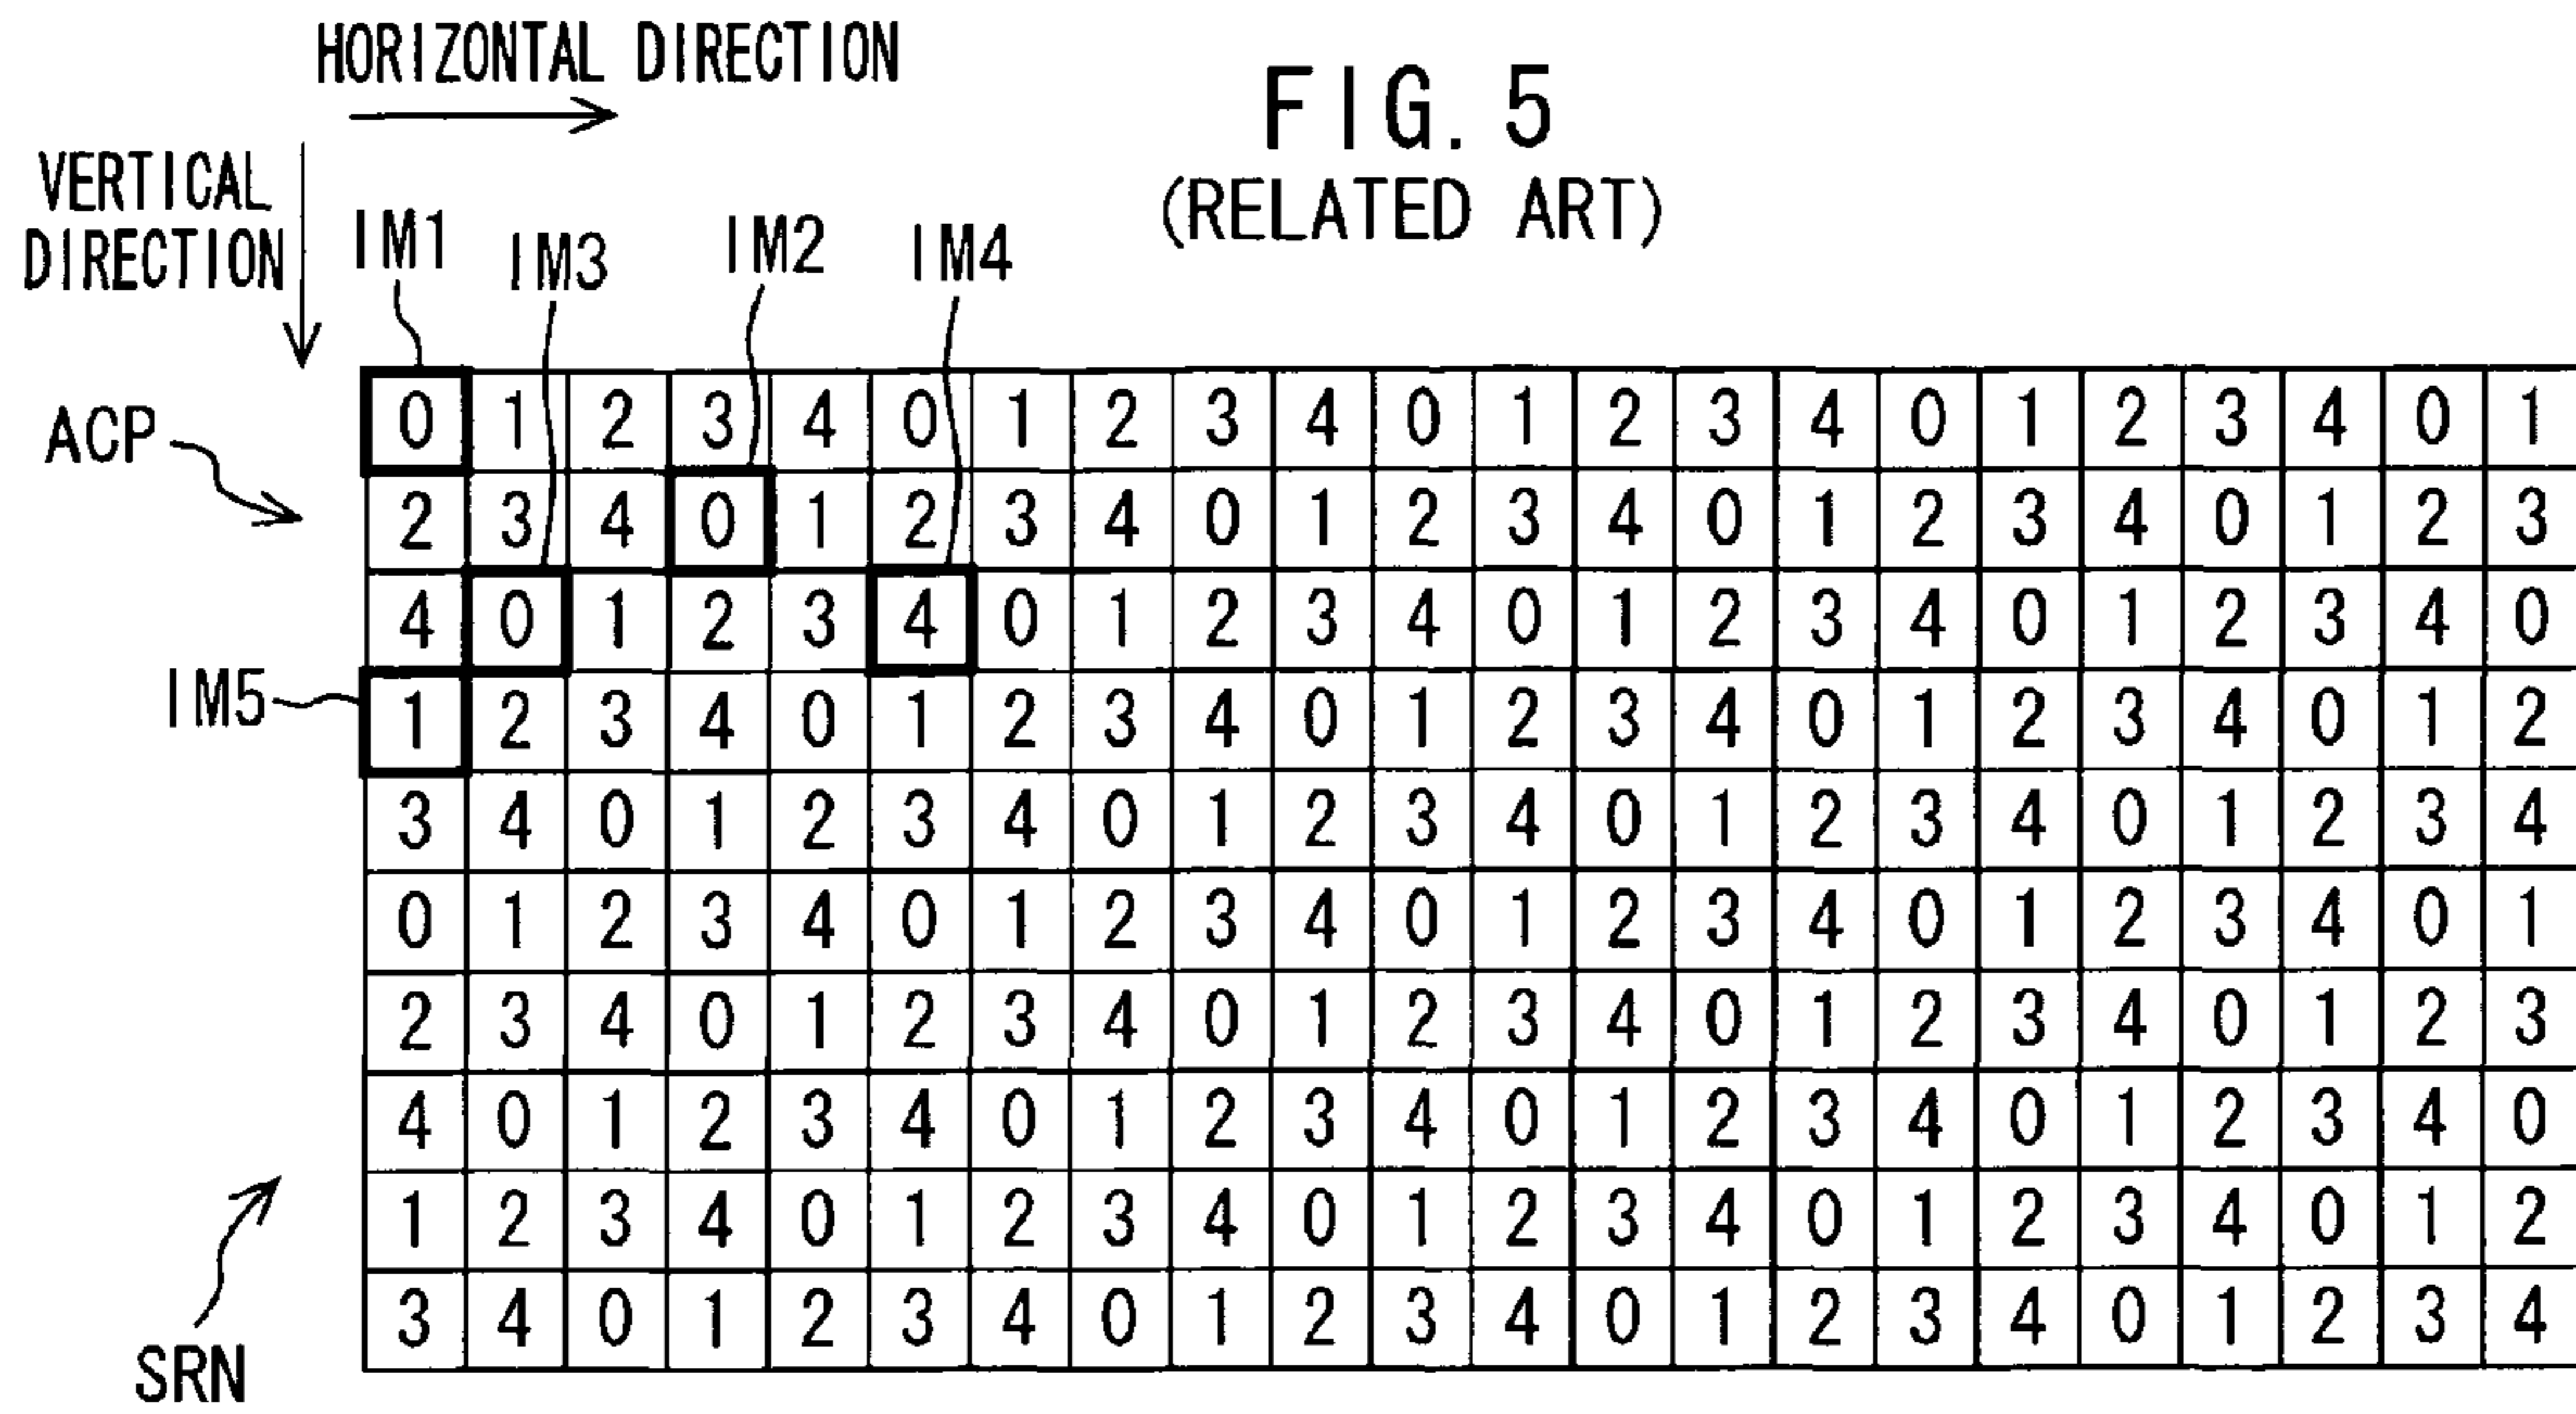 HORIZONTAL DIRECTION
FIG. 5
(RELATED ART)
VERTICAL
DIRECTION
IM1
IM3
IM2
IM4
ACP
0 1 2 3 4 0 1 2 3 4 0 1 2 3 4 0 1 2 3 4 0 1
2 3 4 0 1 2 3 4 0 1 2 3 4 0 1 2 3 4 0 1 2 3
4 0 1 2 3 4 0 1 2 3 4 0 1 2 3 4 0 1 2 3 4 0
IM5
1 2 3 4 0 1 2 3 4 0 1 2 3 4 0 1 2 3 4 0 1 2
3 4 0 1 2 3 4 0 1 2 3 4 0 1 2 3 4 0 1 2 3 4
0 1 2 3 4 0 1 2 3 4 0 1 2 3 4 0 1 2 3 4 0 1
2 3 4 0 1 2 3 4 0 1 2 3 4 0 1 2 3 4 0 1 2 3
4 0 1 2 3 4 0 1 2 3 4 0 1 2 3 4 0 1 2 3 4 0
1 2 3 4 0 1 2 3 4 0 1 2 3 4 0 1 2 3 4 0 1 2
3 4 0 1 2 3 4 0 1 2 3 4 0 1 2 3 4 0 1 2 3 4
SRN